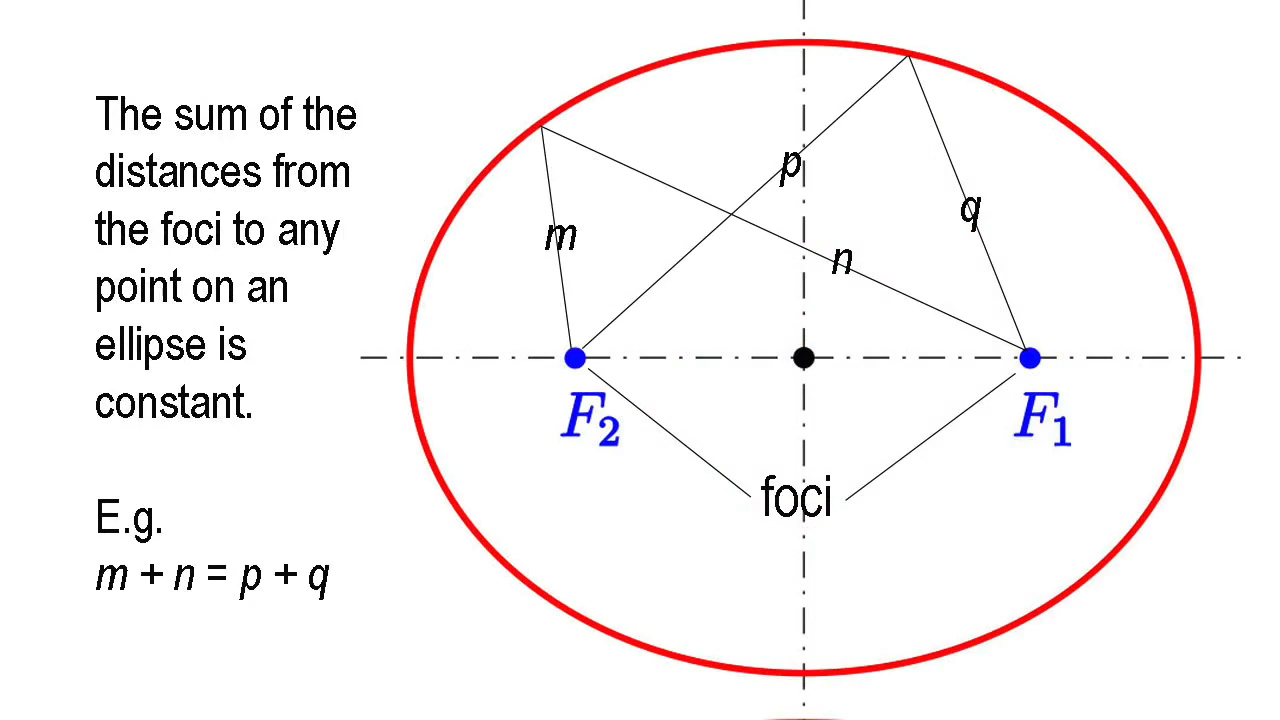 The sum of the
distances from
the foci to any
point on an
ellipse is
constant.
E.g.
m + n = p + q
p
q
m
n
F₂
F₁
foci